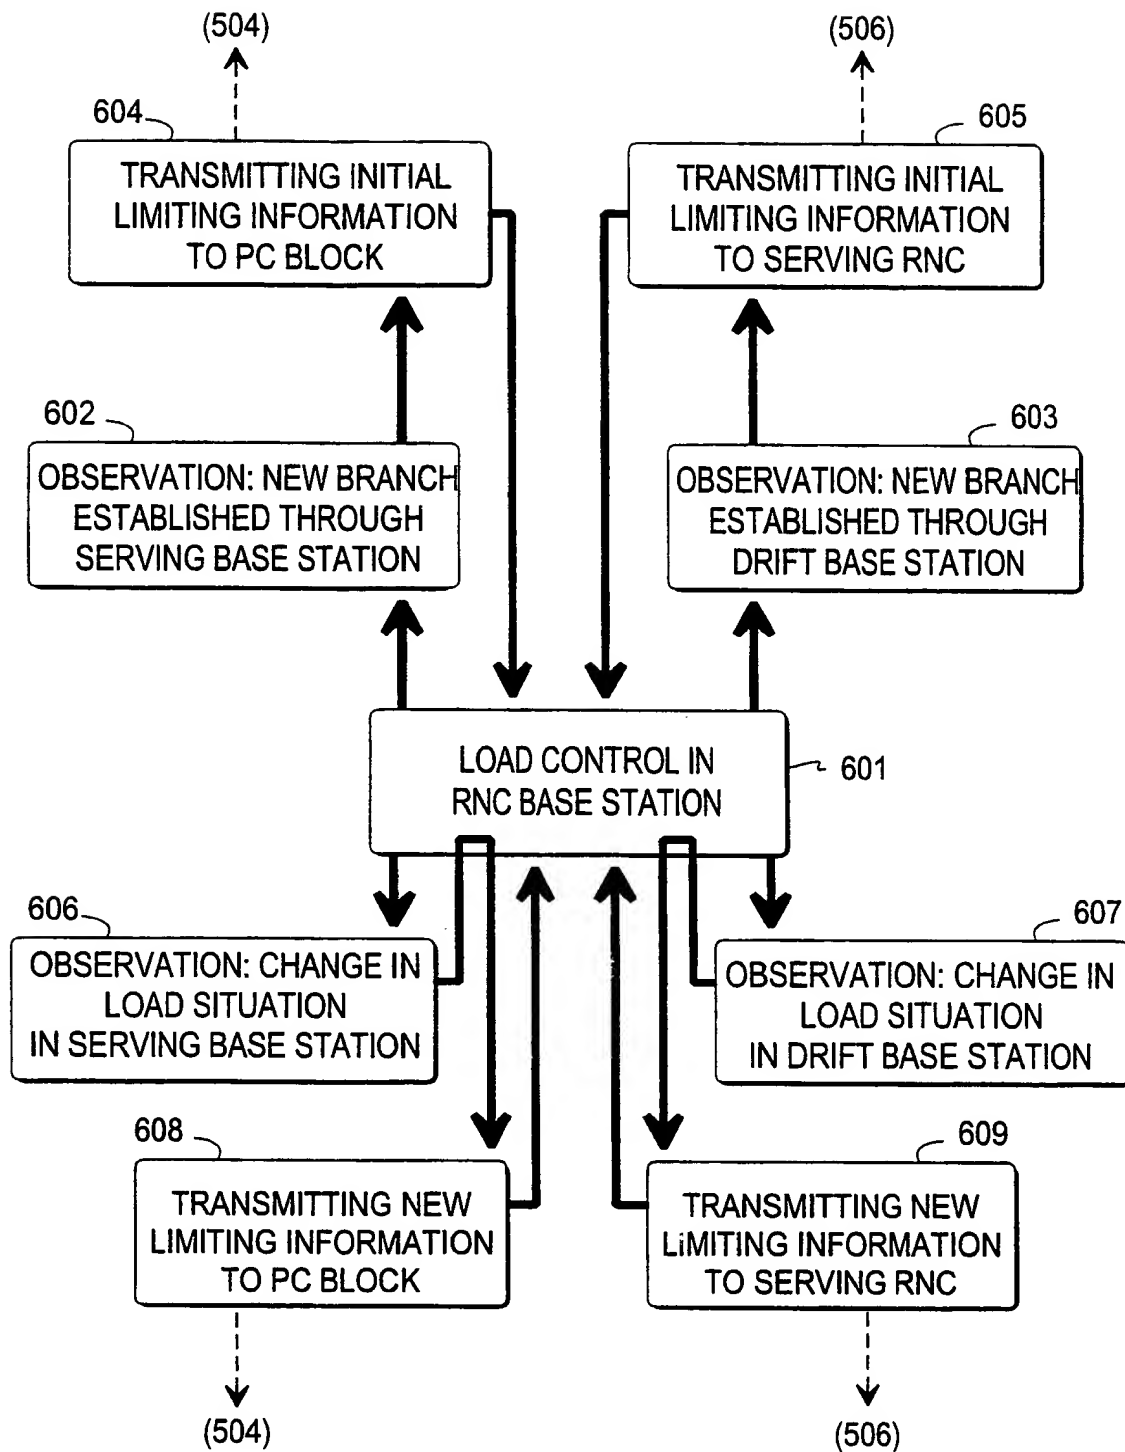 (504)
(506)
604
605
TRANSMITTING INITIAL
LIMITING INFORMATION
TO PC BLOCK
TRANSMITTING INITIAL
LIMITING INFORMATION
TO SERVING RNC
602
603
OBSERVATION: NEW BRANCH
ESTABLISHED THROUGH
SERVING BASE STATION
OBSERVATION: NEW BRANCH
ESTABLISHED THROUGH
DRIFT BASE STATION
LOAD CONTROL IN
RNC BASE STATION
601
606
607
OBSERVATION: CHANGE IN
LOAD SITUATION
IN SERVING BASE STATION
OBSERVATION: CHANGE IN
LOAD SITUATION
IN DRIFT BASE STATION
608
609
TRANSMITTING NEW
LIMITING INFORMATION
TO PC BLOCK
TRANSMITTING NEW
LiMITING INFORMATION
TO SERVING RNC
(504)
(506)